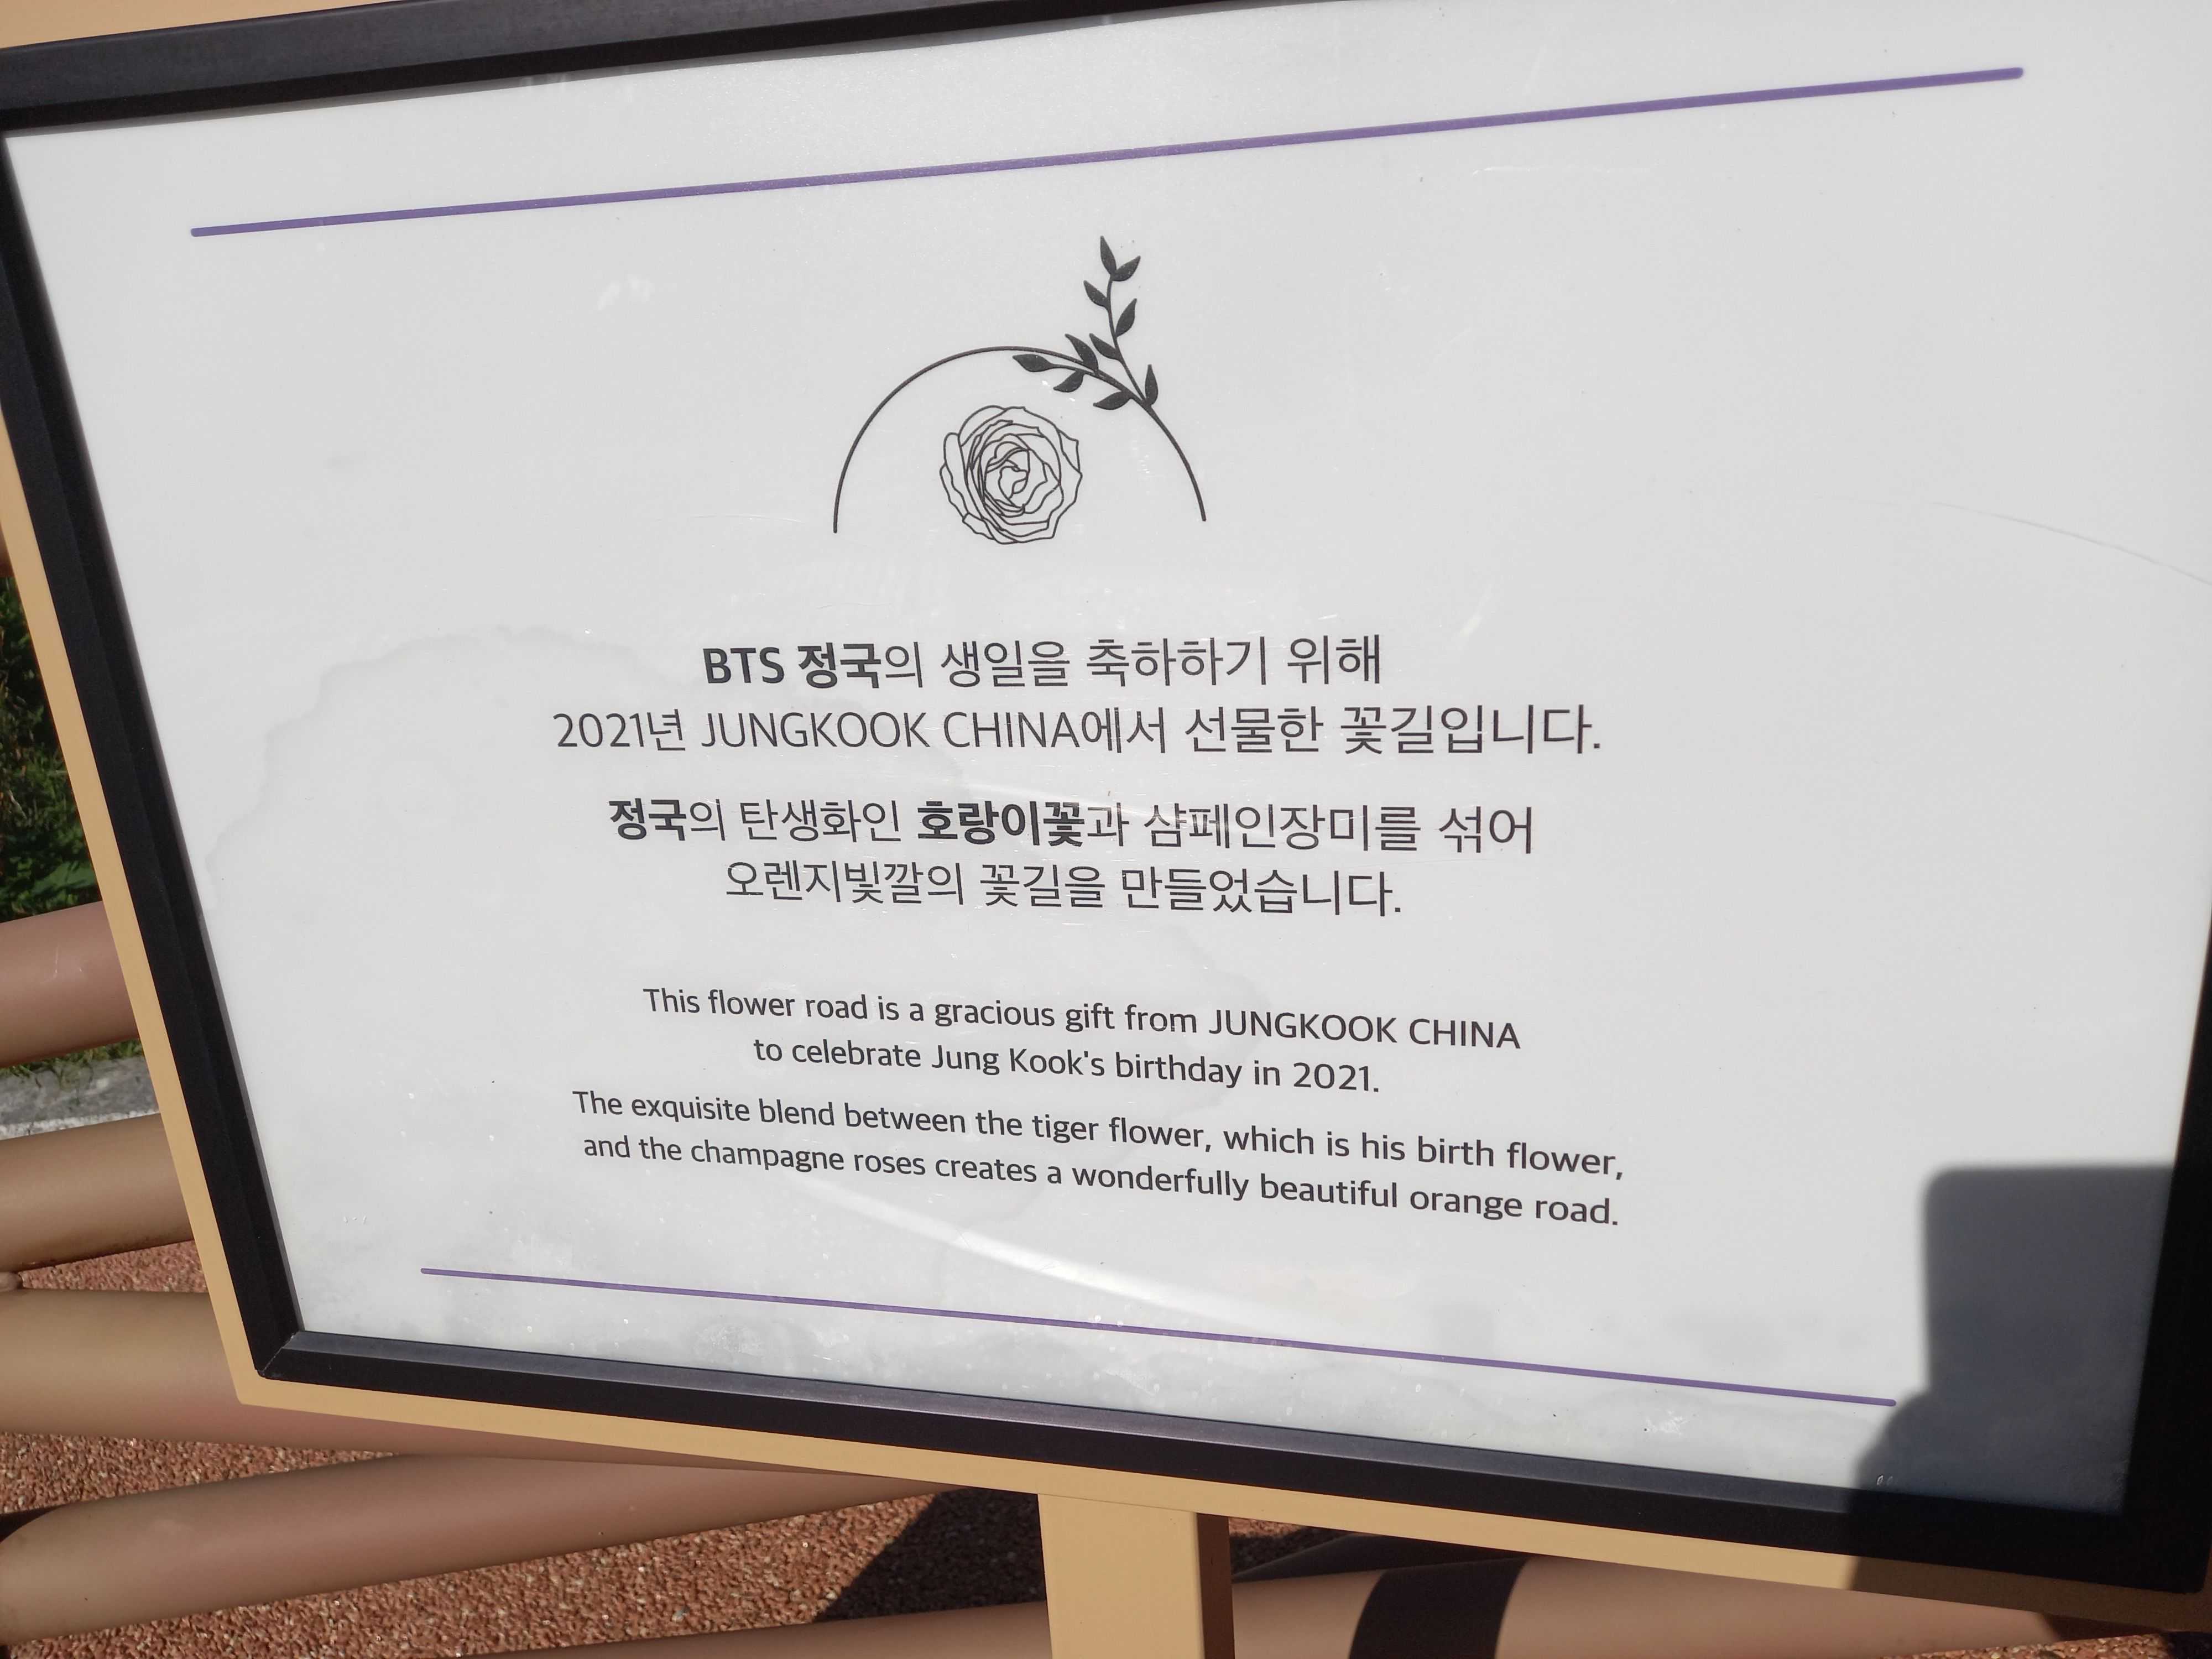 BTS 정국의 생일을 축하하기 위해
2021년 JUNGKOOK CHINA에서 선물한 꽃길입니다.
정국의 탄생화인 호랑이꽃과 샴페인장미를 섞어
오렌지빛깔의 꽃길을 만들었습니다.
This flower road is a gracious gift from JUNGKOOK CHINA
to celebrate Jung Kook's birthday in 2021.
The exquisite blend between the tiger flower, which is his birth flower,
and the champagne roses creates a wonderfully beautiful orange road.